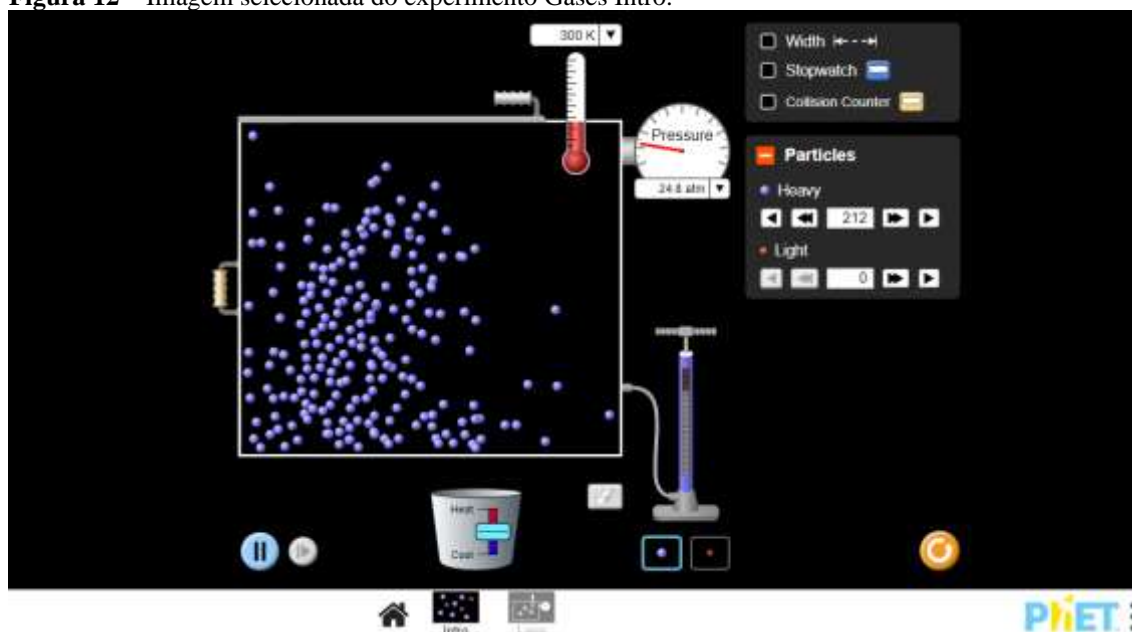 Figura 12 – Imagem selecionada do experimento Gases Intro.
300 K
Width
Stopwatch
Collision Counter
Pressure
24.8 atm
Particles
Heavy
212
Light
0
Heat
Cool
Intro
PhET